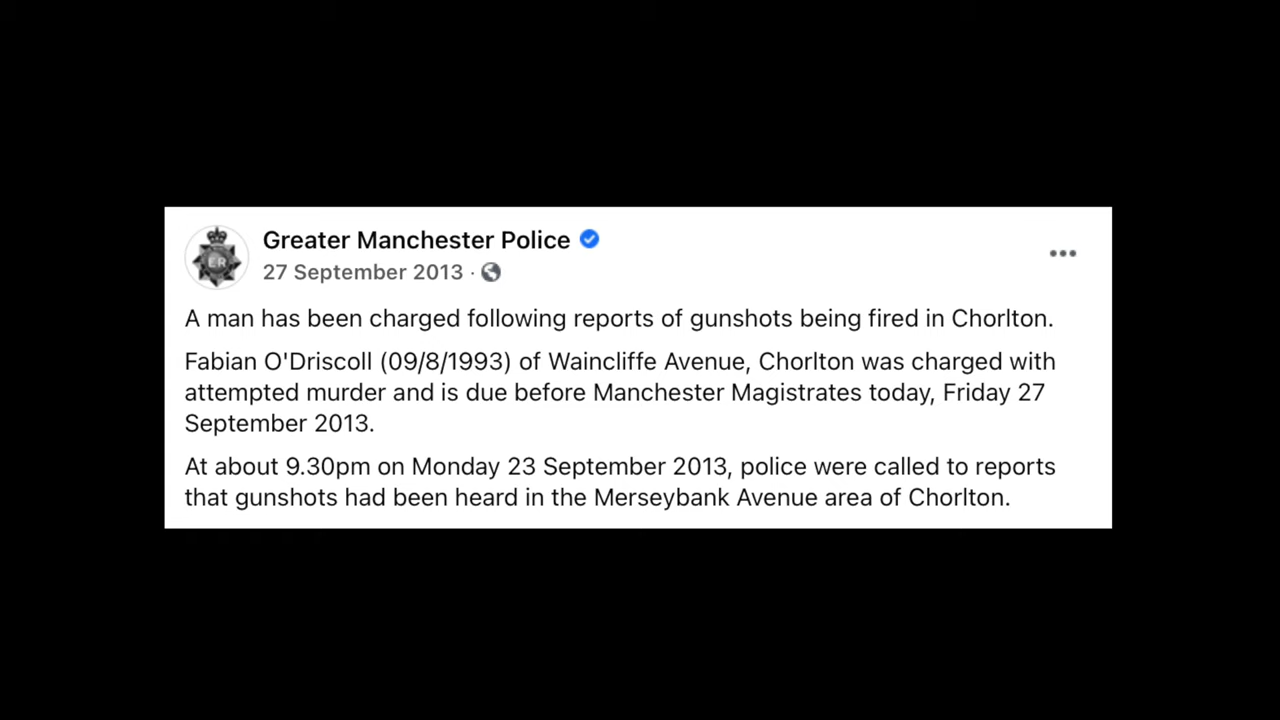 Greater Manchester Police
27 September 2013 ·
ER
A man has been charged following reports of gunshots being fired in Chorlton.
Fabian O'Driscoll (09/8/1993) of Waincliffe Avenue, Chorlton was charged with
attempted murder and is due before Manchester Magistrates today, Friday 27
September 2013.
At about 9.30pm on Monday 23 September 2013, police were called to reports
that gunshots had been heard in the Merseybank Avenue area of Chorlton.